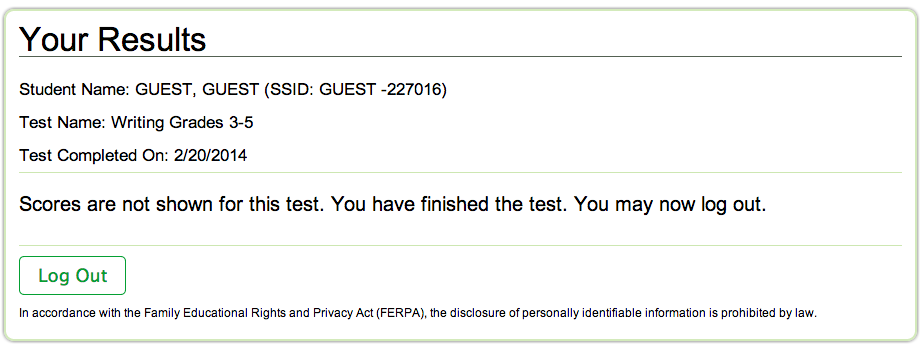 Your Results
Student Name: GUEST, GUEST (SSID: GUEST -227016)
Test Name: Writing Grades 3-5
Test Completed On: 2/20/2014
Scores are not shown for this test. You have finished the test. You may now log out.
Log Out
In accordance with the Family Educational Rights and Privacy Act (FERPA), the disclosure of personally identifiable information is prohibited by law.